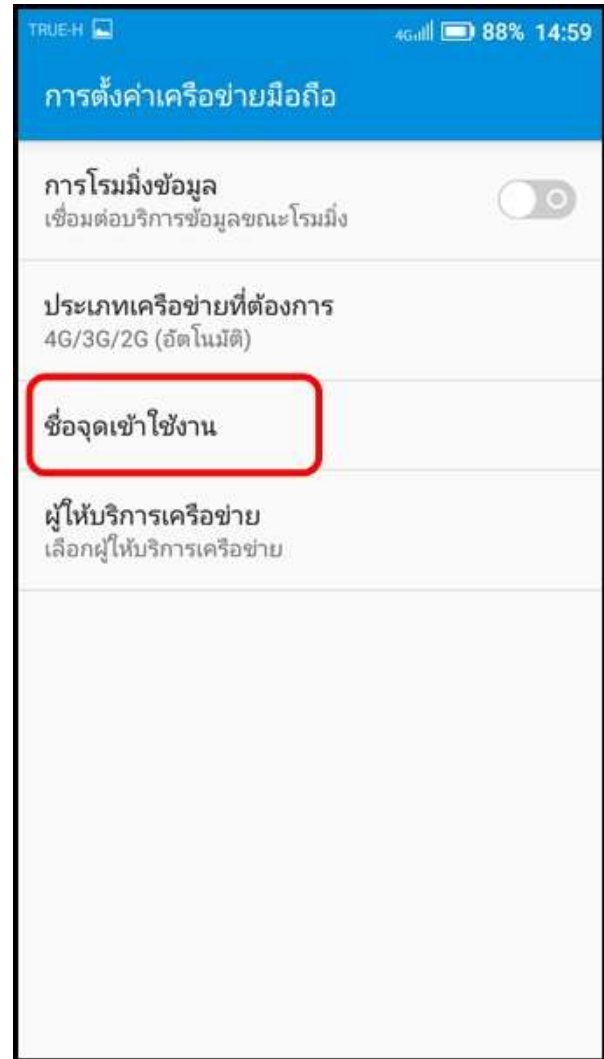 TRUE-H 4G 88% 14:59
การตั้งค่าเครือข่ายมือถือ
การโรมมิ่งข้อมูล
เชื่อมต่อบริการข้อมูลขณะโรมมิ่ง
ประเภทเครือข่ายที่ต้องการ
4G/3G/2G (อัตโนมัติ)
ชื่อจุดเข้าใช้งาน
ผู้ให้บริการเครือข่าย
เลือกผู้ให้บริการเครือข่าย